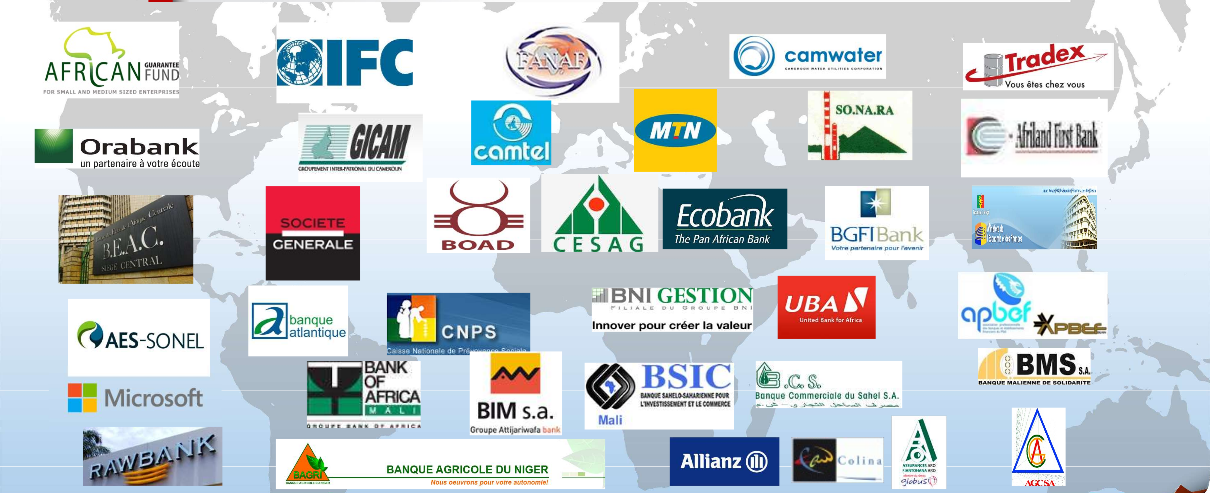 AFRICAN GUARANTEE FUND
FOR SMALL AND MEDIUM SIZED ENTERPRISES
IFC
FANAF
camwater
CAMEROON WATER UTILITIES CORPORATION
Tradex
Vous êtes chez vous
Orabank
un partenaire à votre écoute
GICAM
GROUPEMENT INTER-PATRONAL DU CAMEROUN
camtel
MTN
SO.NA.RA
Afriland First Bank
B.E.A.C.
SIEGE CENTRAL
SOCIETE
GENERALE
BOAD
CESAG
Ecobank
The Pan African Bank
BGFIBank
Votre partenaire pour l'avenir
AES-SONEL
banque
atlantique
CNPS
Caisse Nationale de Prévoyance Sociale
BNI GESTION
FILIALE DU GROUPE BNI
Innover pour créer la valeur
UBA
United Bank for Africa
apbef
APBEF
Microsoft
BANK
OF
AFRICA
MALI
GROUPE BANK OF AFRICA
BIM s.a.
Groupe Attijariwafa bank
BSIC
BANQUE SAHELO-SAHARIENNE POUR
L'INVESTISSEMENT ET LE COMMERCE
Mali
B.C.S.
Banque Commerciale du Sahel S.A.
BMS S.A.
BANQUE MALIENNE DE SOLIDARITE
RAWBANK
BAGRI
BANQUE AGRICOLE DU NIGER
Nous oeuvrons pour votre autonomie!
Allianz
Colina
globus
AGCSA